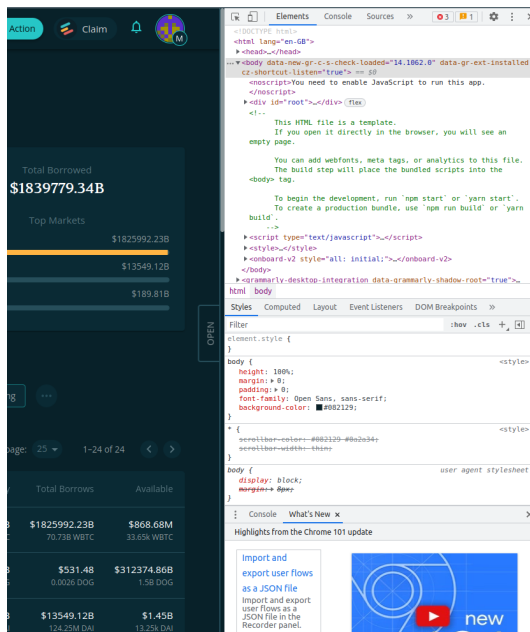 Action
Claim
M
Total Borrowed
$1839779.34B
Top Markets
$1825992.23B
$13549.12B
$189.81B
OPEN
ng
page: 25 1–24 of 24
Total Borrows Available
$1825992.23B $868.68M
70.73B WBTC 33.65k WBTC
$531.48 $312374.86B
0.0026 DOG 1.5B DOG
$13549.12B $1.45B
124.25M DAI 13.25k DAI
Elements Console Sources » 3 1
<!DOCTYPE html>
<html lang="en-GB">
<head>…</head>
<body data-new-gr-c-s-check-loaded="14.1062.0" data-gr-ext-installed
cz-shortcut-listen="true"> == $0
<noscript>You need to enable JavaScript to run this app.
</noscript>
<div id="root">…</div> flex
<!--
This HTML file is a template.
If you open it directly in the browser, you will see an
empty page.
You can add webfonts, meta tags, or analytics to this file.
The build step will place the bundled scripts into the
<body> tag.
To begin the development, run `npm start` or `yarn start`.
To create a production bundle, use `npm run build` or `yarn
build`.
-->
<script type="text/javascript">…</script>
<style>…</style>
<onboard-v2 style="all: initial;">…</onboard-v2>
</body>
<grammarly-desktop-integration data-grammarly-shadow-root="true">…
html body
Styles Computed Layout Event Listeners DOM Breakpoints »
Filter :hov .cls +
element.style {
}
body { <style>
height: 100%;
margin: 0;
padding: 0;
font-family: Open Sans, sans-serif;
background-color: #082129;
}
* { <style>
scrollbar-color: #082129 #0a2a34;
scrollbar-width: thin;
}
body { user agent stylesheet
display: block;
margin: 8px;
}
Console What's New x
Highlights from the Chrome 101 update
Import and
export user flows
as a JSON file
Import and export
user flows as a
JSON file in the
Recorder panel.
new